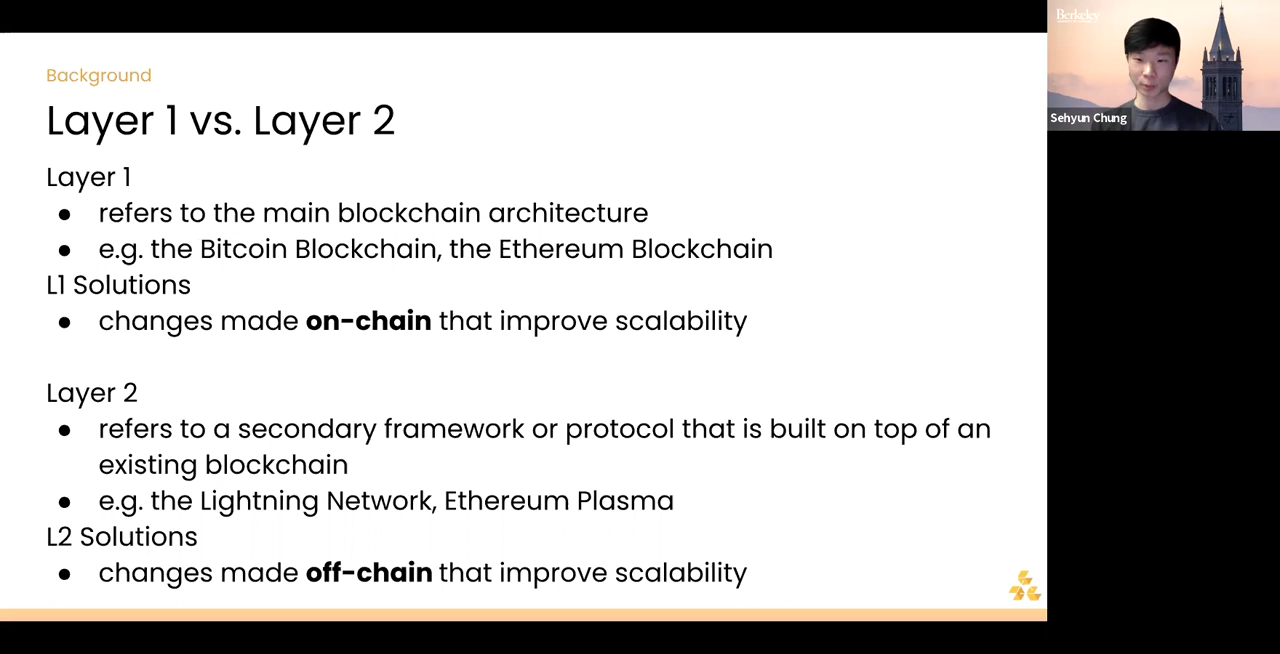 Background
Layer 1 vs. Layer 2
Layer 1
● refers to the main blockchain architecture
● e.g. the Bitcoin Blockchain, the Ethereum Blockchain
L1 Solutions
● changes made on-chain that improve scalability
Layer 2
● refers to a secondary framework or protocol that is built on top of an
existing blockchain
● e.g. the Lightning Network, Ethereum Plasma
L2 Solutions
● changes made off-chain that improve scalability
Berkeley
Sehyun Chung